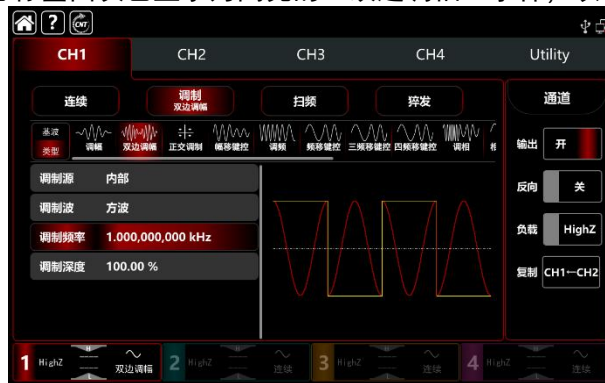 CH1 CH2 CH3 CH4 Utility
连续 调制 扫频 猝发 通道
双边调幅
基波
类型 调幅 双边调幅 正交调制 幅移键控 调频 频移键控 三频移键控 四频移键控 调相
输出 开
调制源 内部
反向 关
调制波 方波
负载 HighZ
调制频率 1.000,000,000 kHz
调制深度 100.00 %
复制 CH1←CH2
1 HighZ 双边调幅 2 HighZ 连续 3 HighZ 连续 4 HighZ 连续